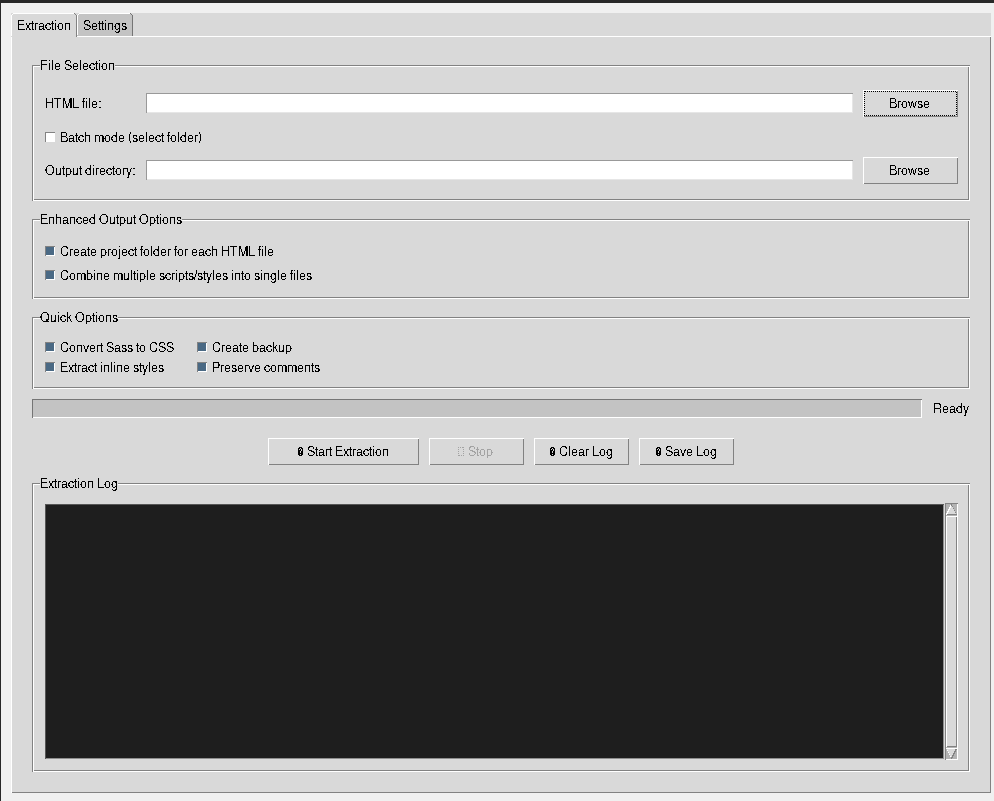 Extraction Settings
File Selection
HTML file: Browse
Batch mode (select folder)
Output directory: Browse
Enhanced Output Options
Create project folder for each HTML file
Combine multiple scripts/styles into single files
Quick Options
Convert Sass to CSS Create backup
Extract inline styles Preserve comments
Ready
Start Extraction Stop Clear Log Save Log
Extraction Log